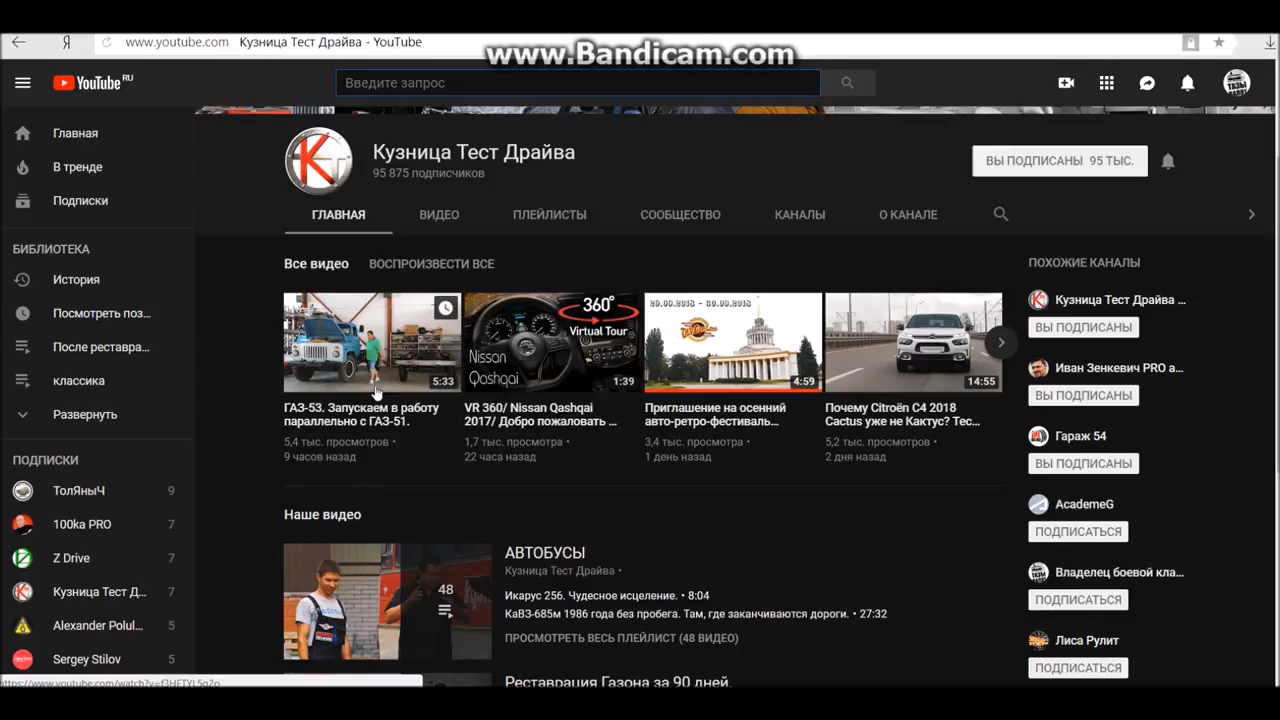 www.youtube.com Кузница Тест Драйва - YouTube
www.Bandicam.com
YouTube RU
Введите запрос
Главная
В тренде
Подписки
БИБЛИОТЕКА
История
Посмотреть поз...
После реставра...
классика
Развернуть
ПОДПИСКИ
ТолЯныЧ 9
100ka PRO 7
Z Drive 7
Кузница Тест Д... 7
Alexander Polul... 5
Sergey Stilov 5
Кузница Тест Драйва
95 875 подписчиков
ВЫ ПОДПИСАНЫ 95 ТЫС.
ГЛАВНАЯ ВИДЕО ПЛЕЙЛИСТЫ СООБЩЕСТВО КАНАЛЫ О КАНАЛЕ
Все видео ВОСПРОИЗВЕСТИ ВСЕ
5:33
ГАЗ-53. Запускаем в работу
параллельно с ГАЗ-51.
5,4 тыс. просмотров •
9 часов назад
360°
Virtual Tour
Nissan
Qashqai
1:39
VR 360/ Nissan Qashqai
2017/ Добро пожаловать ...
1,7 тыс. просмотров •
22 часа назад
29.09.2018 - 30.09.2018
4:59
Приглашение на осенний
авто-ретро-фестиваль...
3,4 тыс. просмотра •
1 день назад
14:55
Почему Citroën C4 2018
Cactus уже не Кактус? Тес...
5,2 тыс. просмотров •
2 дня назад
Наше видео
48
АВТОБУСЫ
Кузница Тест Драйва •
Икарус 256. Чудесное исцеление. • 8:04
КаВЗ-685м 1986 года без пробега. Там, где заканчиваются дороги. • 27:32
ПРОСМОТРЕТЬ ВЕСЬ ПЛЕЙЛИСТ (48 ВИДЕО)
Реставрация Газона за 90 дней.
ПОХОЖИЕ КАНАЛЫ
Кузница Тест Драйва ...
ВЫ ПОДПИСАНЫ
Иван Зенкевич PRO а...
ВЫ ПОДПИСАНЫ
Гараж 54
ВЫ ПОДПИСАНЫ
AcademeG
ПОДПИСАТЬСЯ
Владелец боевой кла...
ПОДПИСАТЬСЯ
Лиса Рулит
ПОДПИСАТЬСЯ